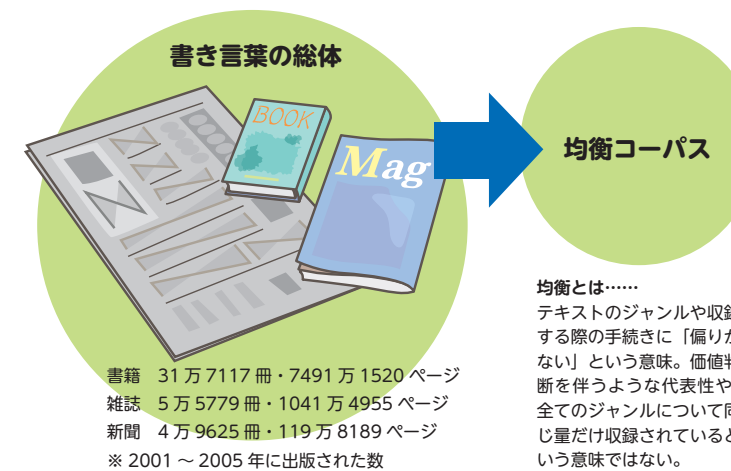 書き言葉の総体
BOOK
Mag
均衡コーパス
書籍　31 万 7117 冊・7491 万 1520 ページ
雑誌　5 万 5779 冊・1041 万 4955 ページ
新聞　4 万 9625 冊・119 万 8189 ページ
※ 2001 ～ 2005 年に出版された数
均衡とは……
テキストのジャンルや収録
する際の手続きに「偏りが
ない」という意味。価値判
断を伴うような代表性や、
全てのジャンルについて同
じ量だけ収録されていると
いう意味ではない。